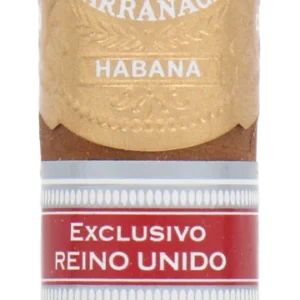 HABANA
EXCLUSIVO
REINO UNIDO